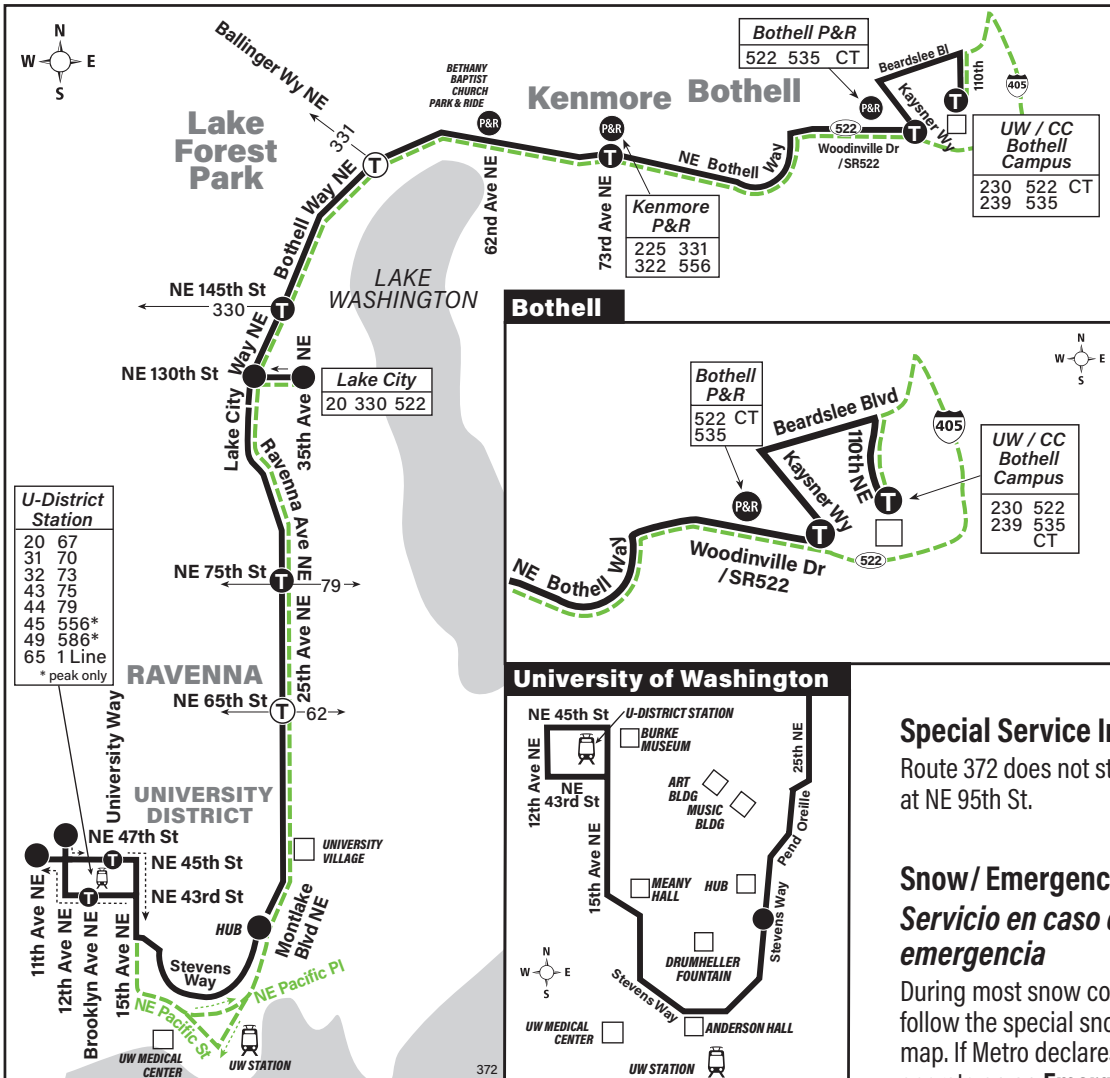 N
W E
S
Ballinger Wy NE
331
Lake
Forest
Park
BETHANY
BAPTIST
CHURCH
PARK & RIDE
P&R
Kenmore
P&R
Bothell
Bothell P&R
522 535 CT
P&R
Beardslee Bl
110th
405
Kaysner Wy
T
T
522
Woodinville Dr
/SR522
UW / CC
Bothell
Campus
230 522 CT
239 535
T
Bothell Way NE
62nd Ave NE
T
73rd Ave NE
NE Bothell Way
Kenmore
P&R
225 331
322 556
LAKE
WASHINGTON
NE 145th St
330
T
Lake City Way NE
NE 130th St
35th Ave NE
Lake City
20 330 522
Ravenna Ave NE
NE 75th St
T
79
25th Ave NE
RAVENNA
NE 65th St
T
62
U-District
Station
20 67
31 70
32 73
43 75
44 79
45 556*
49 586*
65 1 Line
* peak only
University Way
UNIVERSITY
DISTRICT
UNIVERSITY
VILLAGE
NE 47th St
T
NE 45th St
T
NE 43rd St
11th Ave NE
12th Ave NE
Brooklyn Ave NE
15th Ave NE
HUB
Montlake
Blvd NE
Stevens
Way
NE Pacific Pl
NE Pacific St
UW MEDICAL
CENTER
UW STATION
372
Bothell
N
W E
S
Bothell
P&R
522 CT
535
P&R
Beardslee Blvd
Kaysner Wy
110th NE
405
T
T
UW / CC
Bothell
Campus
230 522
239 535
CT
NE Bothell Way
Woodinville Dr
/SR522
522
University of Washington
NE 45th St
U-DISTRICT STATION
BURKE
MUSEUM
12th Ave NE
NE
43rd St
ART
BLDG
MUSIC
BLDG
25th NE
Pend Oreille
15th Ave NE
MEANY
HALL
HUB
Stevens Way
DRUMHELLER
FOUNTAIN
N
W E
S
Stevens Way
UW MEDICAL
CENTER
ANDERSON HALL
UW STATION
Special Service In
Route 372 does not st
at NE 95th St.
Snow/ Emergenc
Servicio en caso
emergencia
During most snow co
follow the special sno
map. If Metro declares